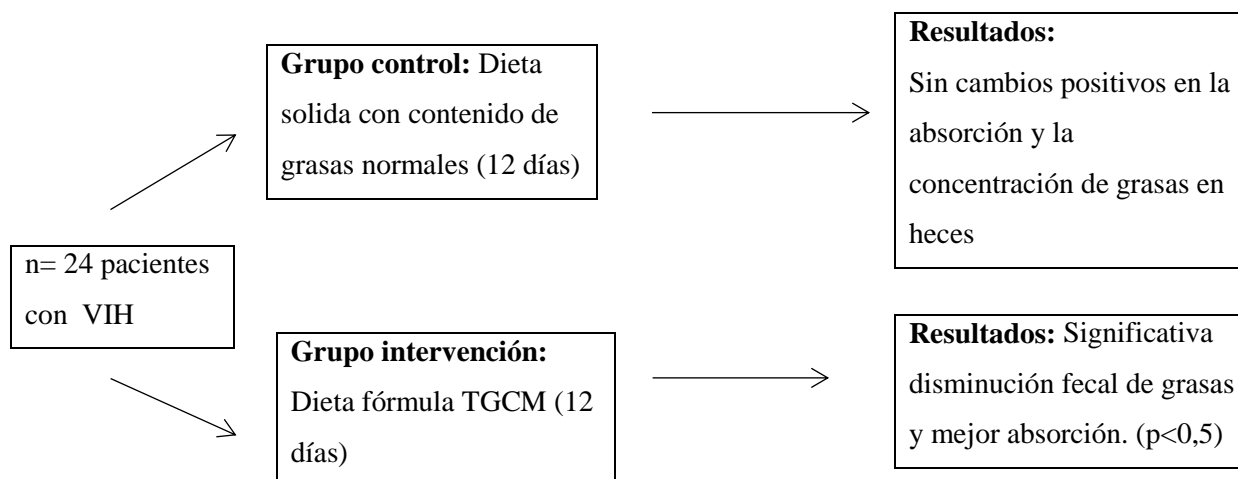 Grupo control: Dieta
solida con contenido de
grasas normales (12 días)
Resultados:
Sin cambios positivos en la
absorción y la
concentración de grasas en
heces
n= 24 pacientes
con VIH
Grupo intervención:
Dieta fórmula TGCM (12
días)
Resultados: Significativa
disminución fecal de grasas
y mejor absorción. (p<0,5)